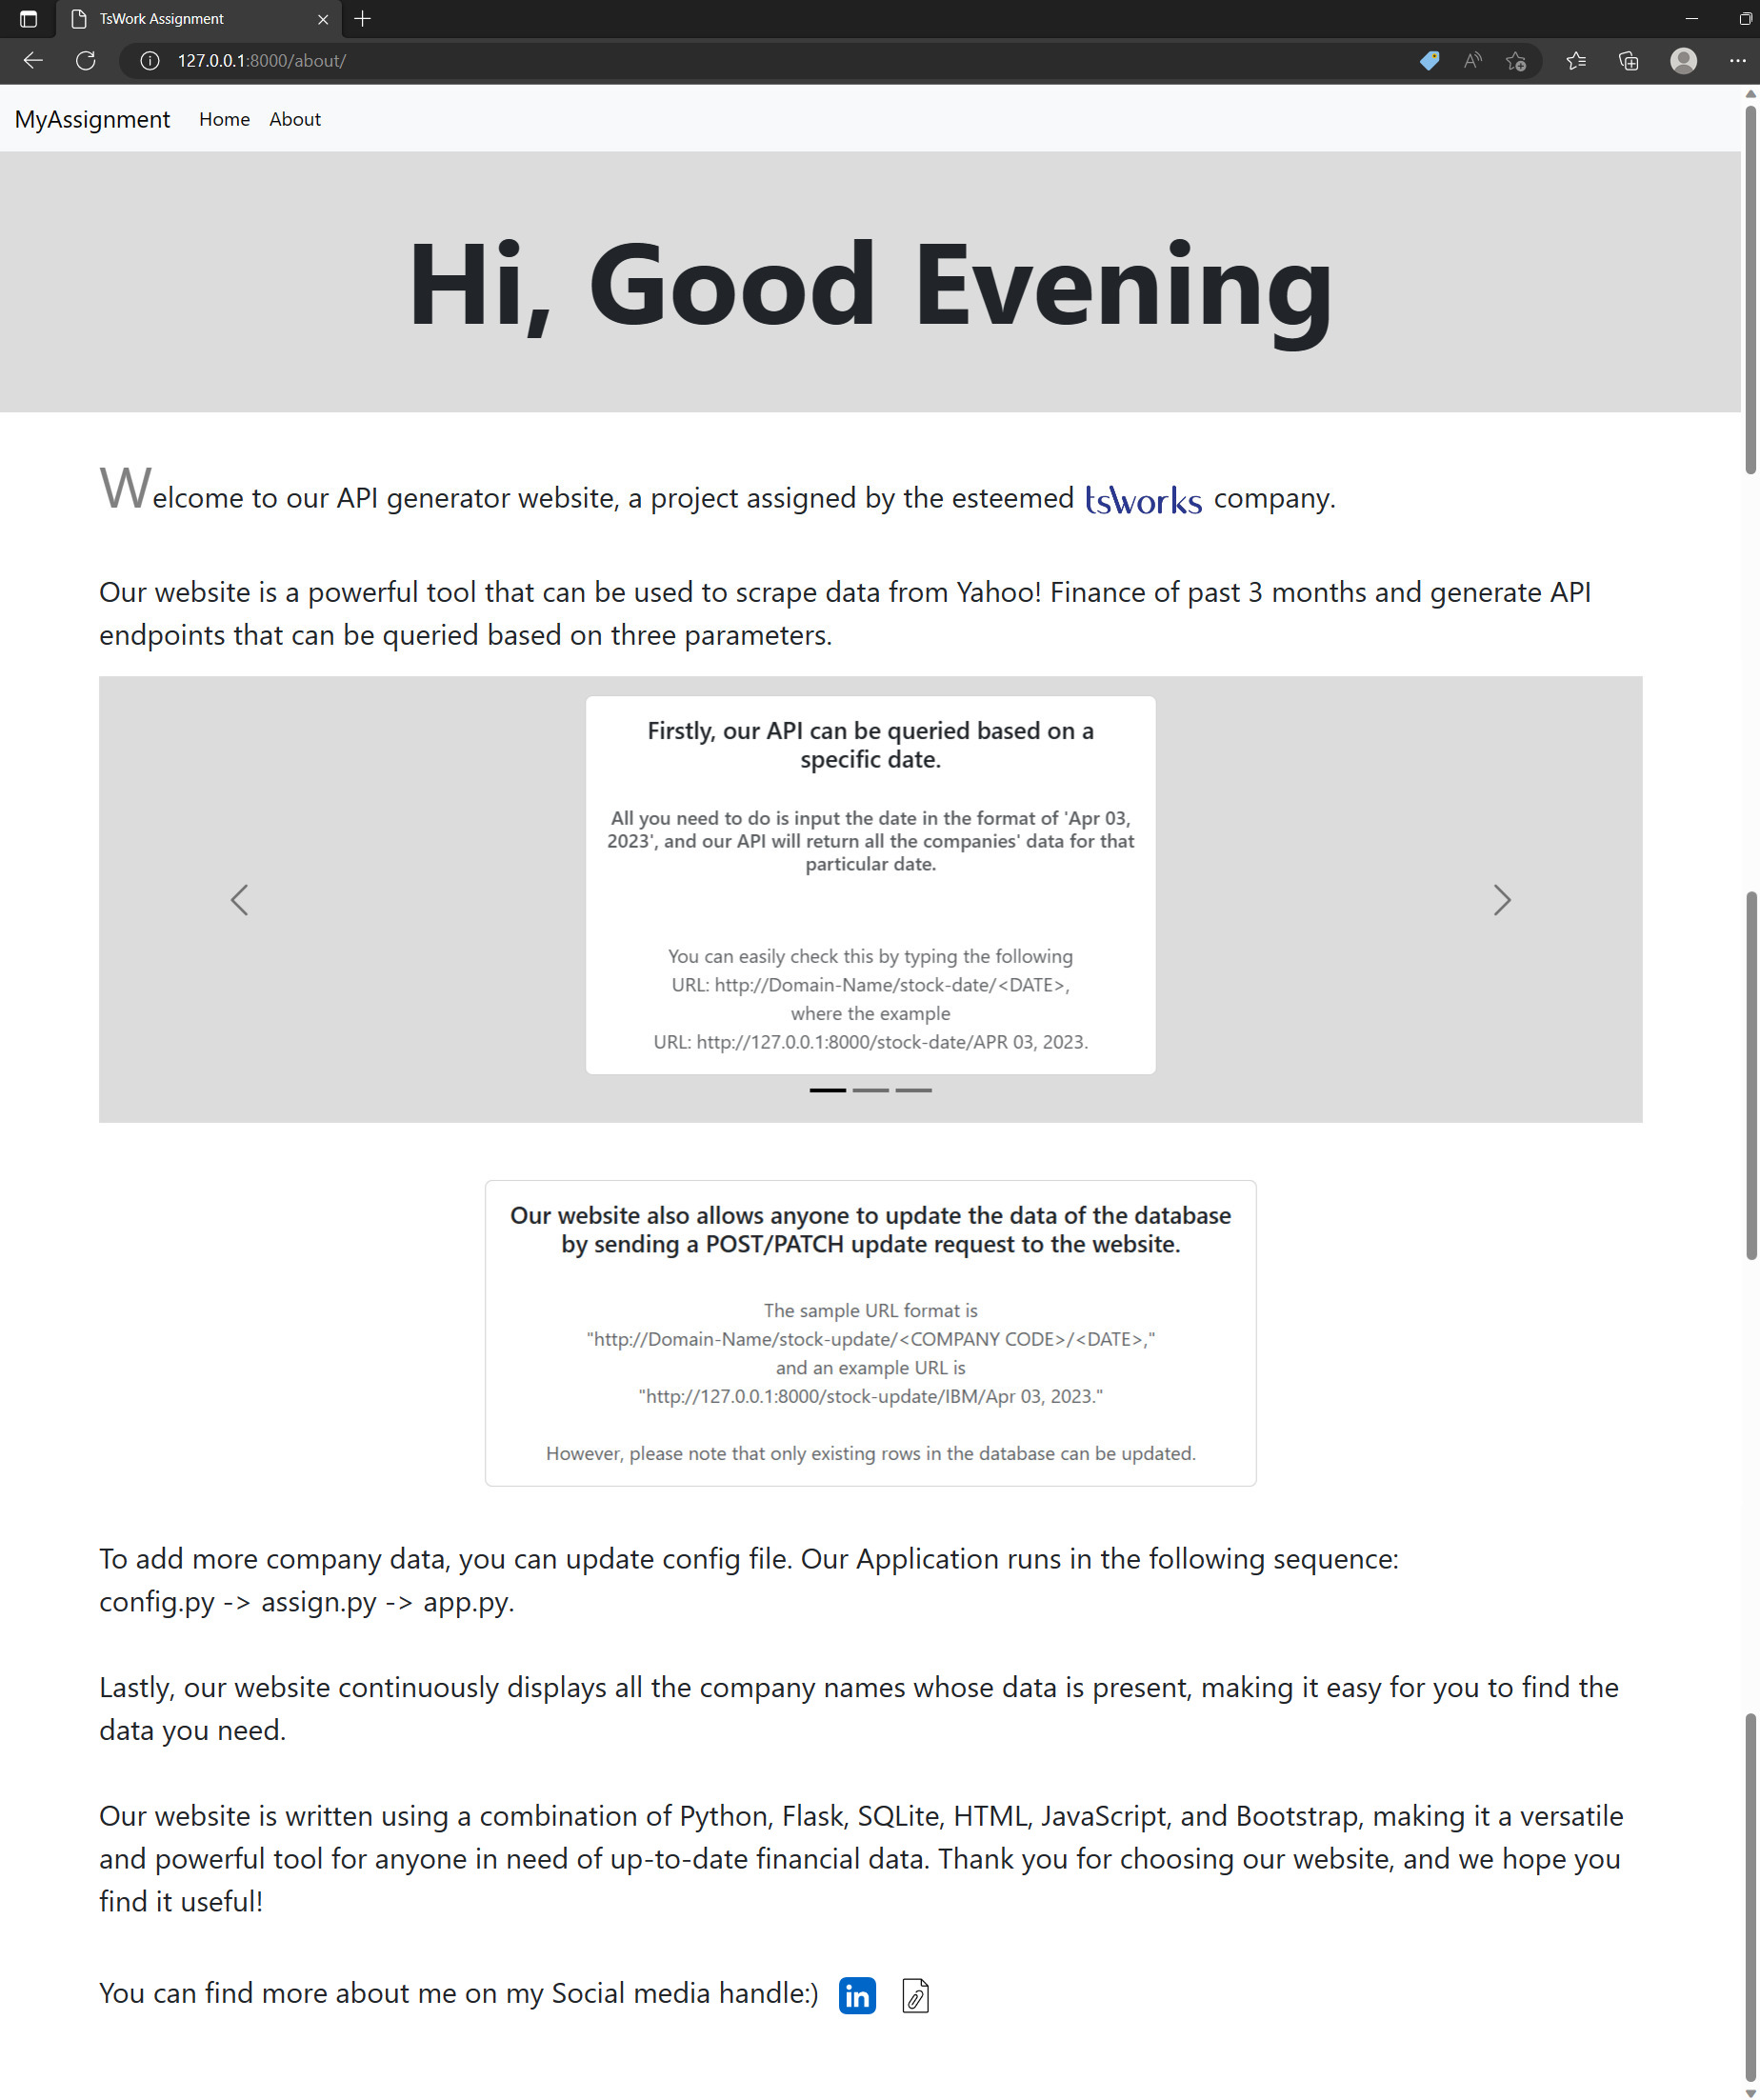 TsWork Assignment
127.0.0.1:8000/about/
MyAssignment Home About
Hi, Good Evening
Welcome to our API generator website, a project assigned by the esteemed tsworks company.
Our website is a powerful tool that can be used to scrape data from Yahoo! Finance of past 3 months and generate API
endpoints that can be queried based on three parameters.
Firstly, our API can be queried based on a
specific date.
All you need to do is input the date in the format of 'Apr 03,
2023', and our API will return all the companies' data for that
particular date.
You can easily check this by typing the following
URL: http://Domain-Name/stock-date/<DATE>,
where the example
URL: http://127.0.0.1:8000/stock-date/APR 03, 2023.
Our website also allows anyone to update the data of the database
by sending a POST/PATCH update request to the website.
The sample URL format is
"http://Domain-Name/stock-update/<COMPANY CODE>/<DATE>,"
and an example URL is
"http://127.0.0.1:8000/stock-update/IBM/Apr 03, 2023."
However, please note that only existing rows in the database can be updated.
To add more company data, you can update config file. Our Application runs in the following sequence:
config.py -> assign.py -> app.py.
Lastly, our website continuously displays all the company names whose data is present, making it easy for you to find the
data you need.
Our website is written using a combination of Python, Flask, SQLite, HTML, JavaScript, and Bootstrap, making it a versatile
and powerful tool for anyone in need of up-to-date financial data. Thank you for choosing our website, and we hope you
find it useful!
You can find more about me on my Social media handle:) in